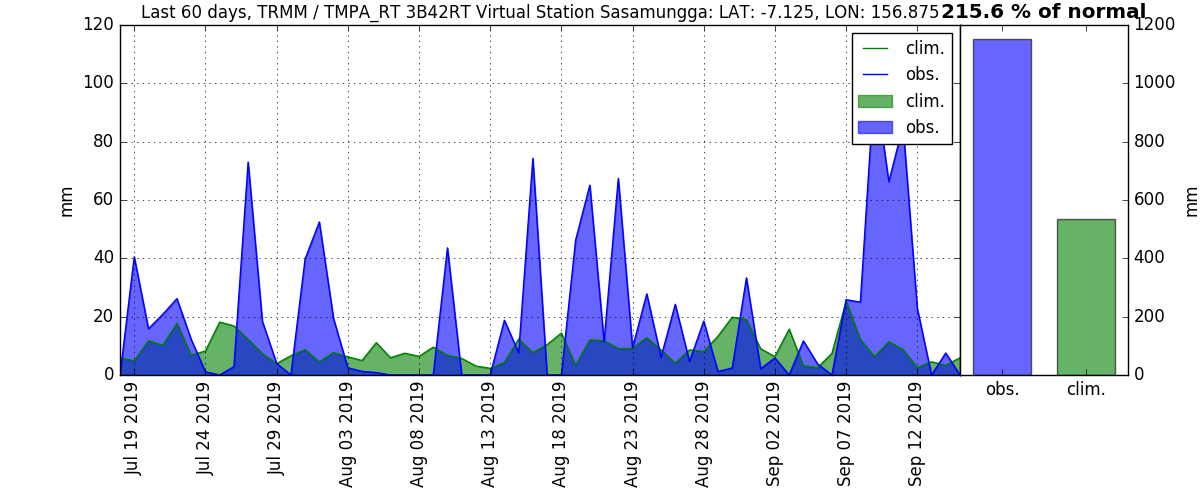 Last 60 days, TRMM / TMPA_RT 3B42RT Virtual Station Sasamungga: LAT: -7.125, LON: 156.875
215.6 % of normal
clim.
obs.
clim.
obs.
120
100
80
60
40
20
0
mm
Jul 19 2019
Jul 24 2019
Jul 29 2019
Aug 03 2019
Aug 08 2019
Aug 13 2019
Aug 18 2019
Aug 23 2019
Aug 28 2019
Sep 02 2019
Sep 07 2019
Sep 12 2019
1200
1000
800
600
400
200
0
mm
obs.
clim.